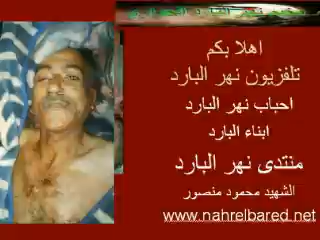 اهلا بكم
تلفزيون نهر البارد
احباب نهر البارد
ابناء البارد
منتدى نهر البارد
الشهيد محمود منصور
www.nahrelbared.net